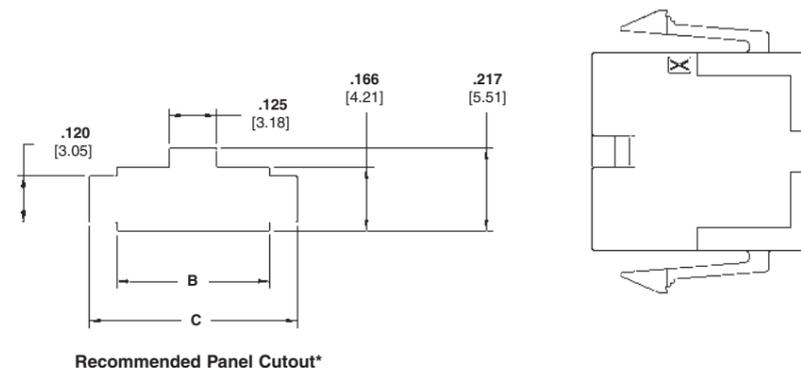 .120
[3.05]
.125
[3.18]
.166
[4.21]
.217
[5.51]
X
B
C
Recommended Panel Cutout*